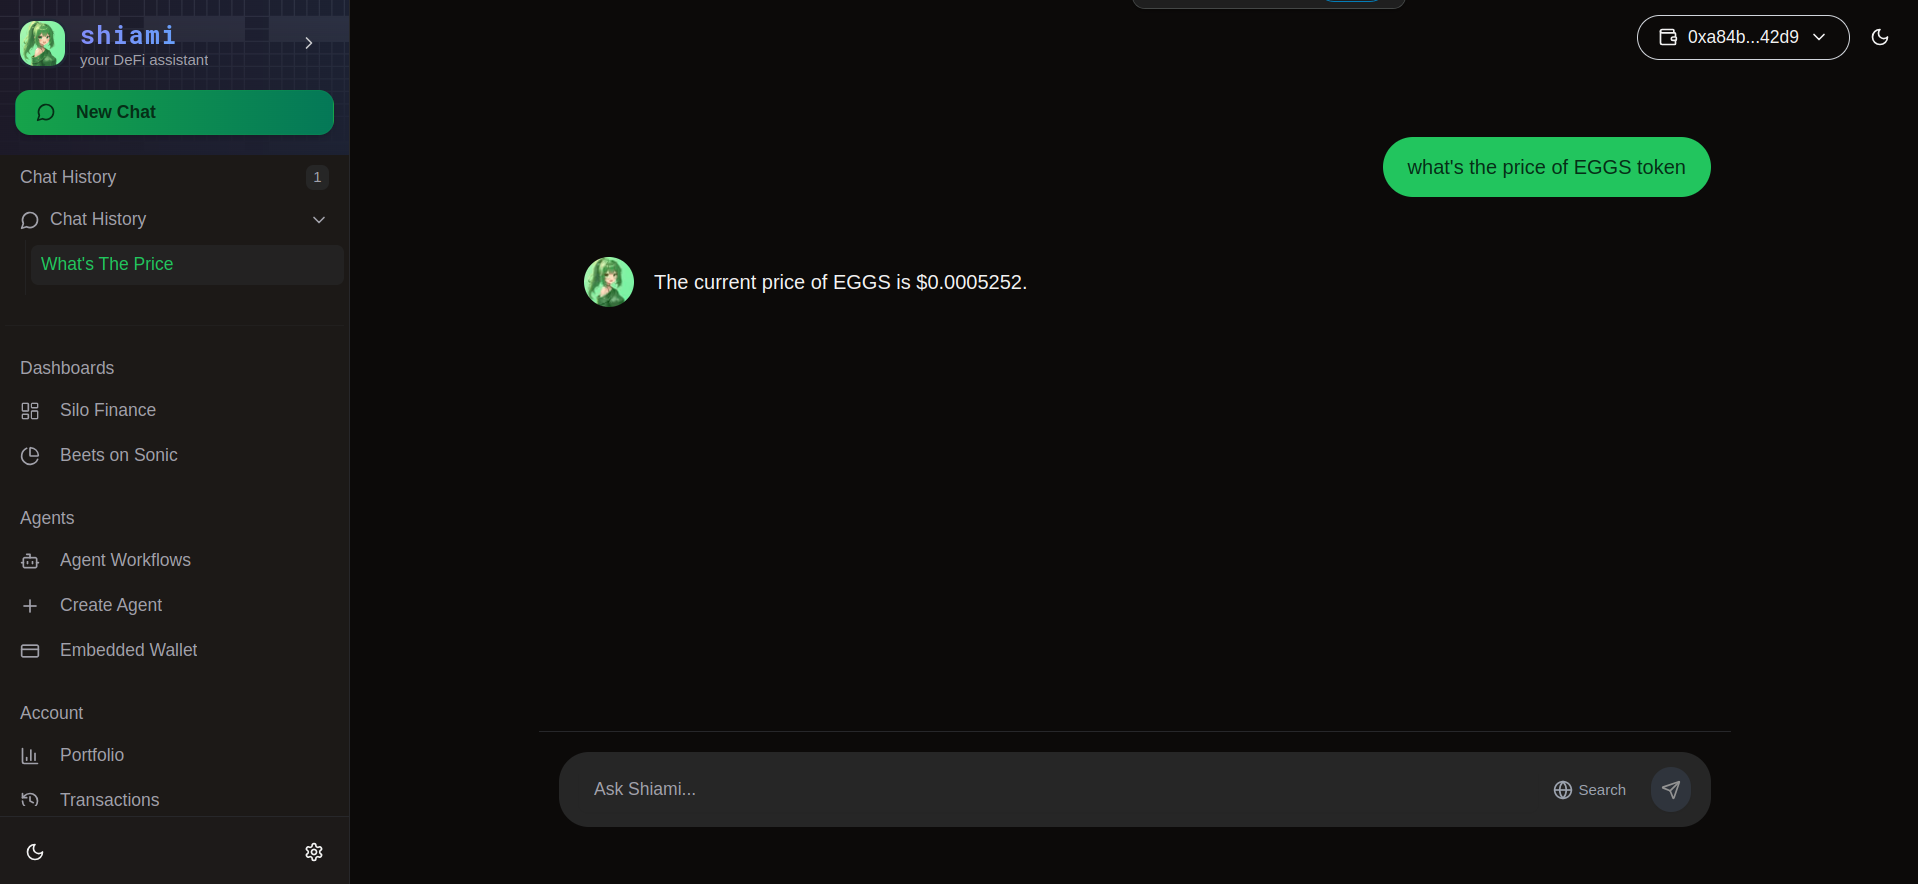 shiami
your DeFi assistant
New Chat
Chat History
1
Chat History
What's The Price
Dashboards
Silo Finance
Beets on Sonic
Agents
Agent Workflows
Create Agent
Embedded Wallet
Account
Portfolio
Transactions
0xa84b...42d9
what's the price of EGGS token
The current price of EGGS is $0.0005252.
Ask Shiami...
Search